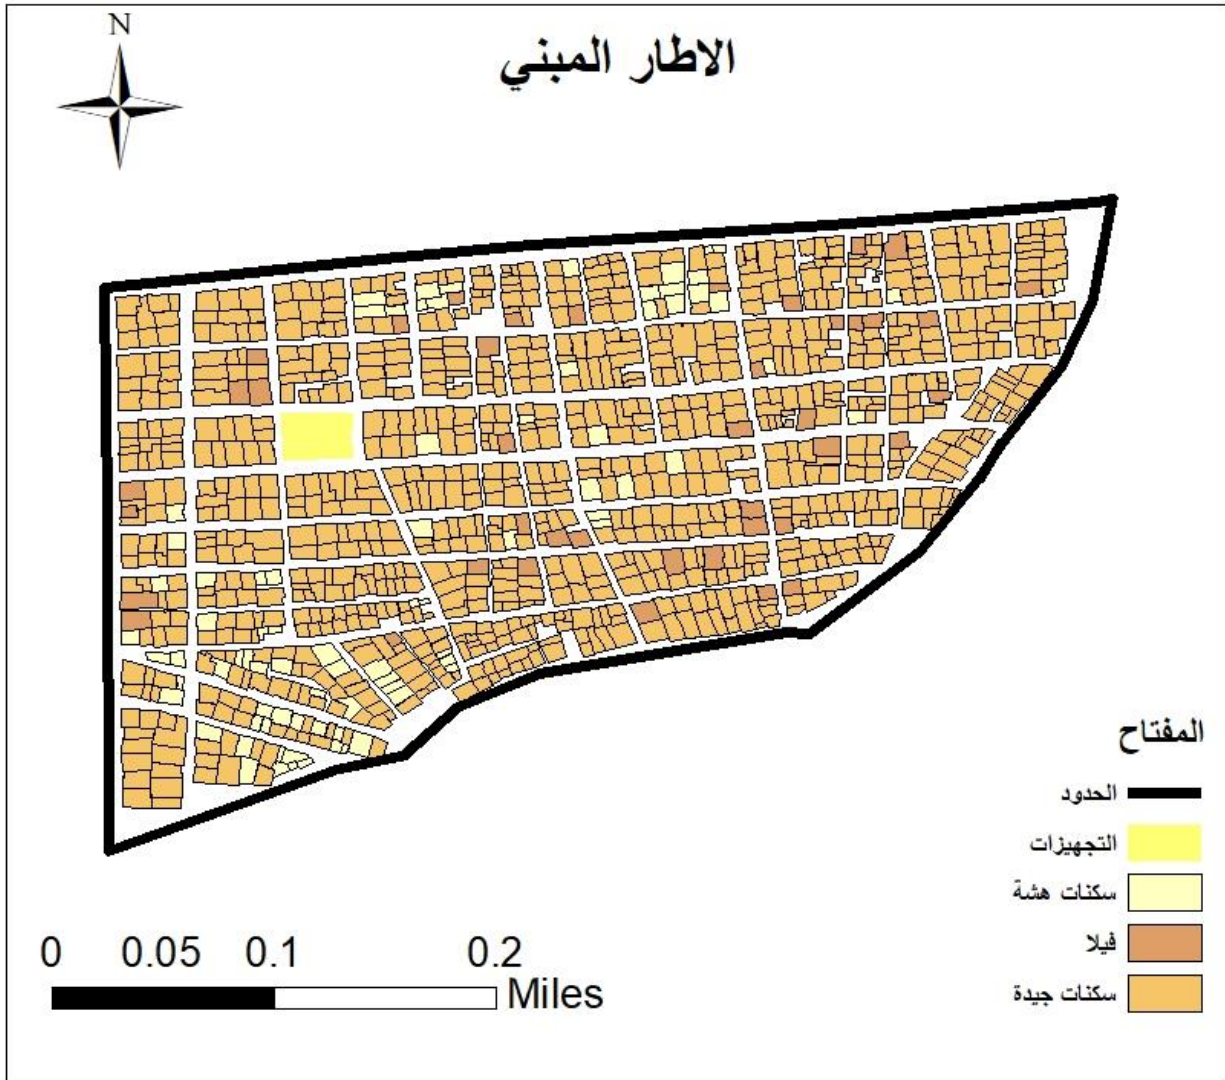 N
الاطار المبني
المفتاح
الحدود
التجهيزات
سكنات هشة
فيلا
سكنات جيدة
0 0.05 0.1 0.2
Miles